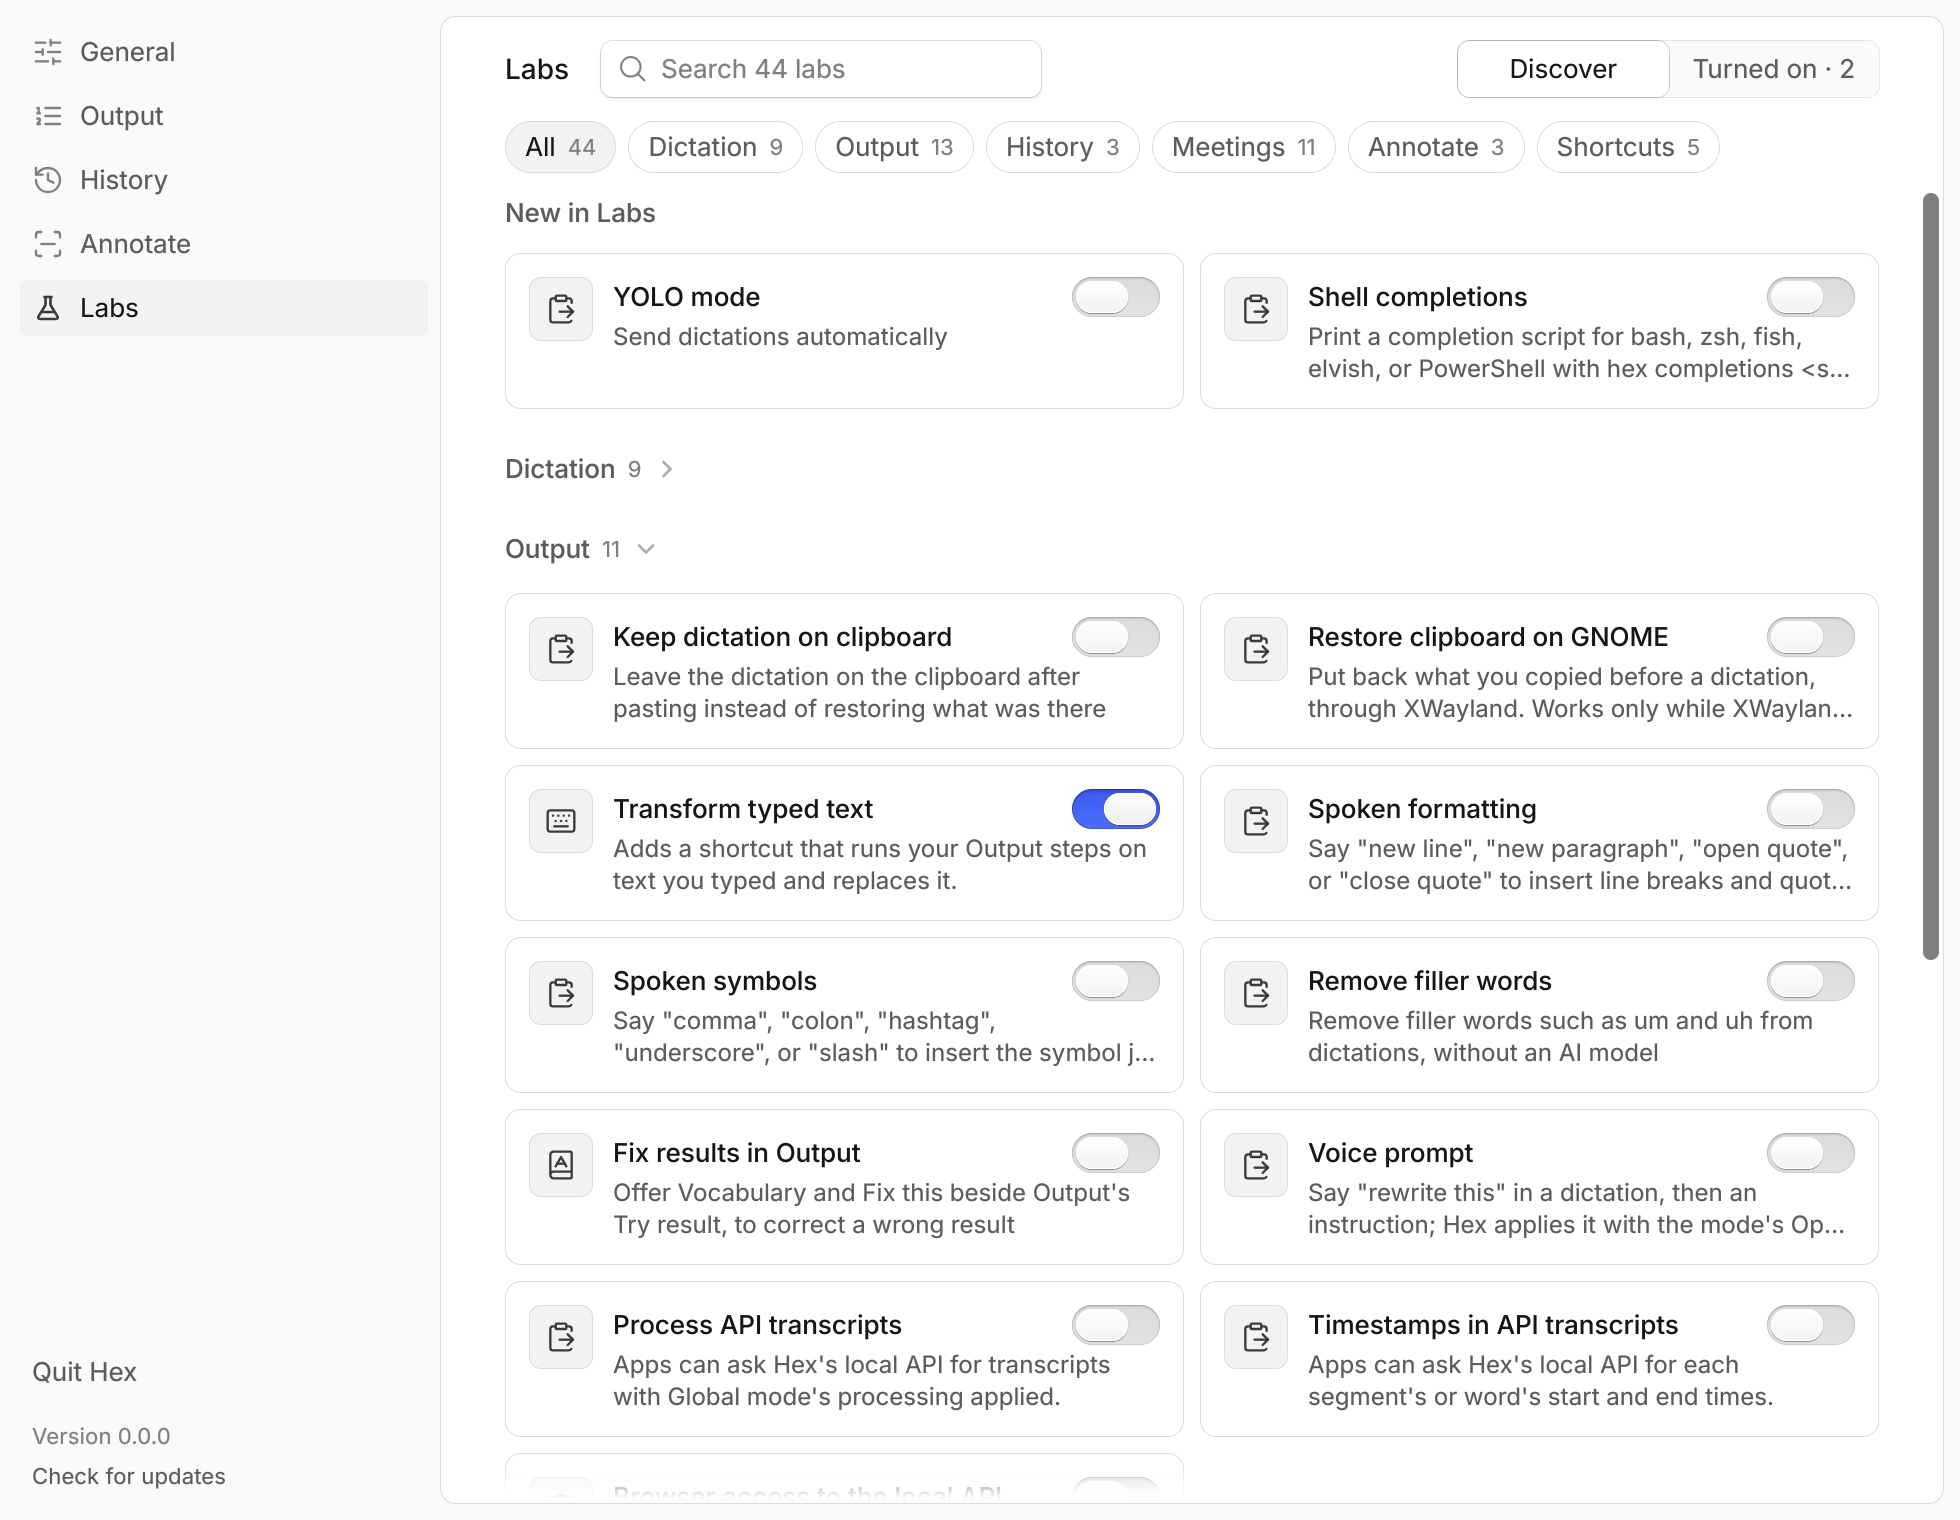 General
Output
History
Annotate
Labs
Quit Hex
Version 0.0.0
Check for updates
Labs
Search 44 labs
Discover
Turned on · 2
All 44
Dictation 9
Output 13
History 3
Meetings 11
Annotate 3
Shortcuts 5
New in Labs
YOLO mode
Send dictations automatically
Shell completions
Print a completion script for bash, zsh, fish,
elvish, or PowerShell with hex completions <s...
Dictation 9
Output 11
Keep dictation on clipboard
Leave the dictation on the clipboard after
pasting instead of restoring what was there
Restore clipboard on GNOME
Put back what you copied before a dictation,
through XWayland. Works only while XWaylan...
Transform typed text
Adds a shortcut that runs your Output steps on
text you typed and replaces it.
Spoken formatting
Say "new line", "new paragraph", "open quote",
or "close quote" to insert line breaks and quot...
Spoken symbols
Say "comma", "colon", "hashtag",
"underscore", or "slash" to insert the symbol j...
Remove filler words
Remove filler words such as um and uh from
dictations, without an AI model
Fix results in Output
Offer Vocabulary and Fix this beside Output's
Try result, to correct a wrong result
Voice prompt
Say "rewrite this" in a dictation, then an
instruction; Hex applies it with the mode's Op...
Process API transcripts
Apps can ask Hex's local API for transcripts
with Global mode's processing applied.
Timestamps in API transcripts
Apps can ask Hex's local API for each
segment's or word's start and end times.
Browser access to the local API